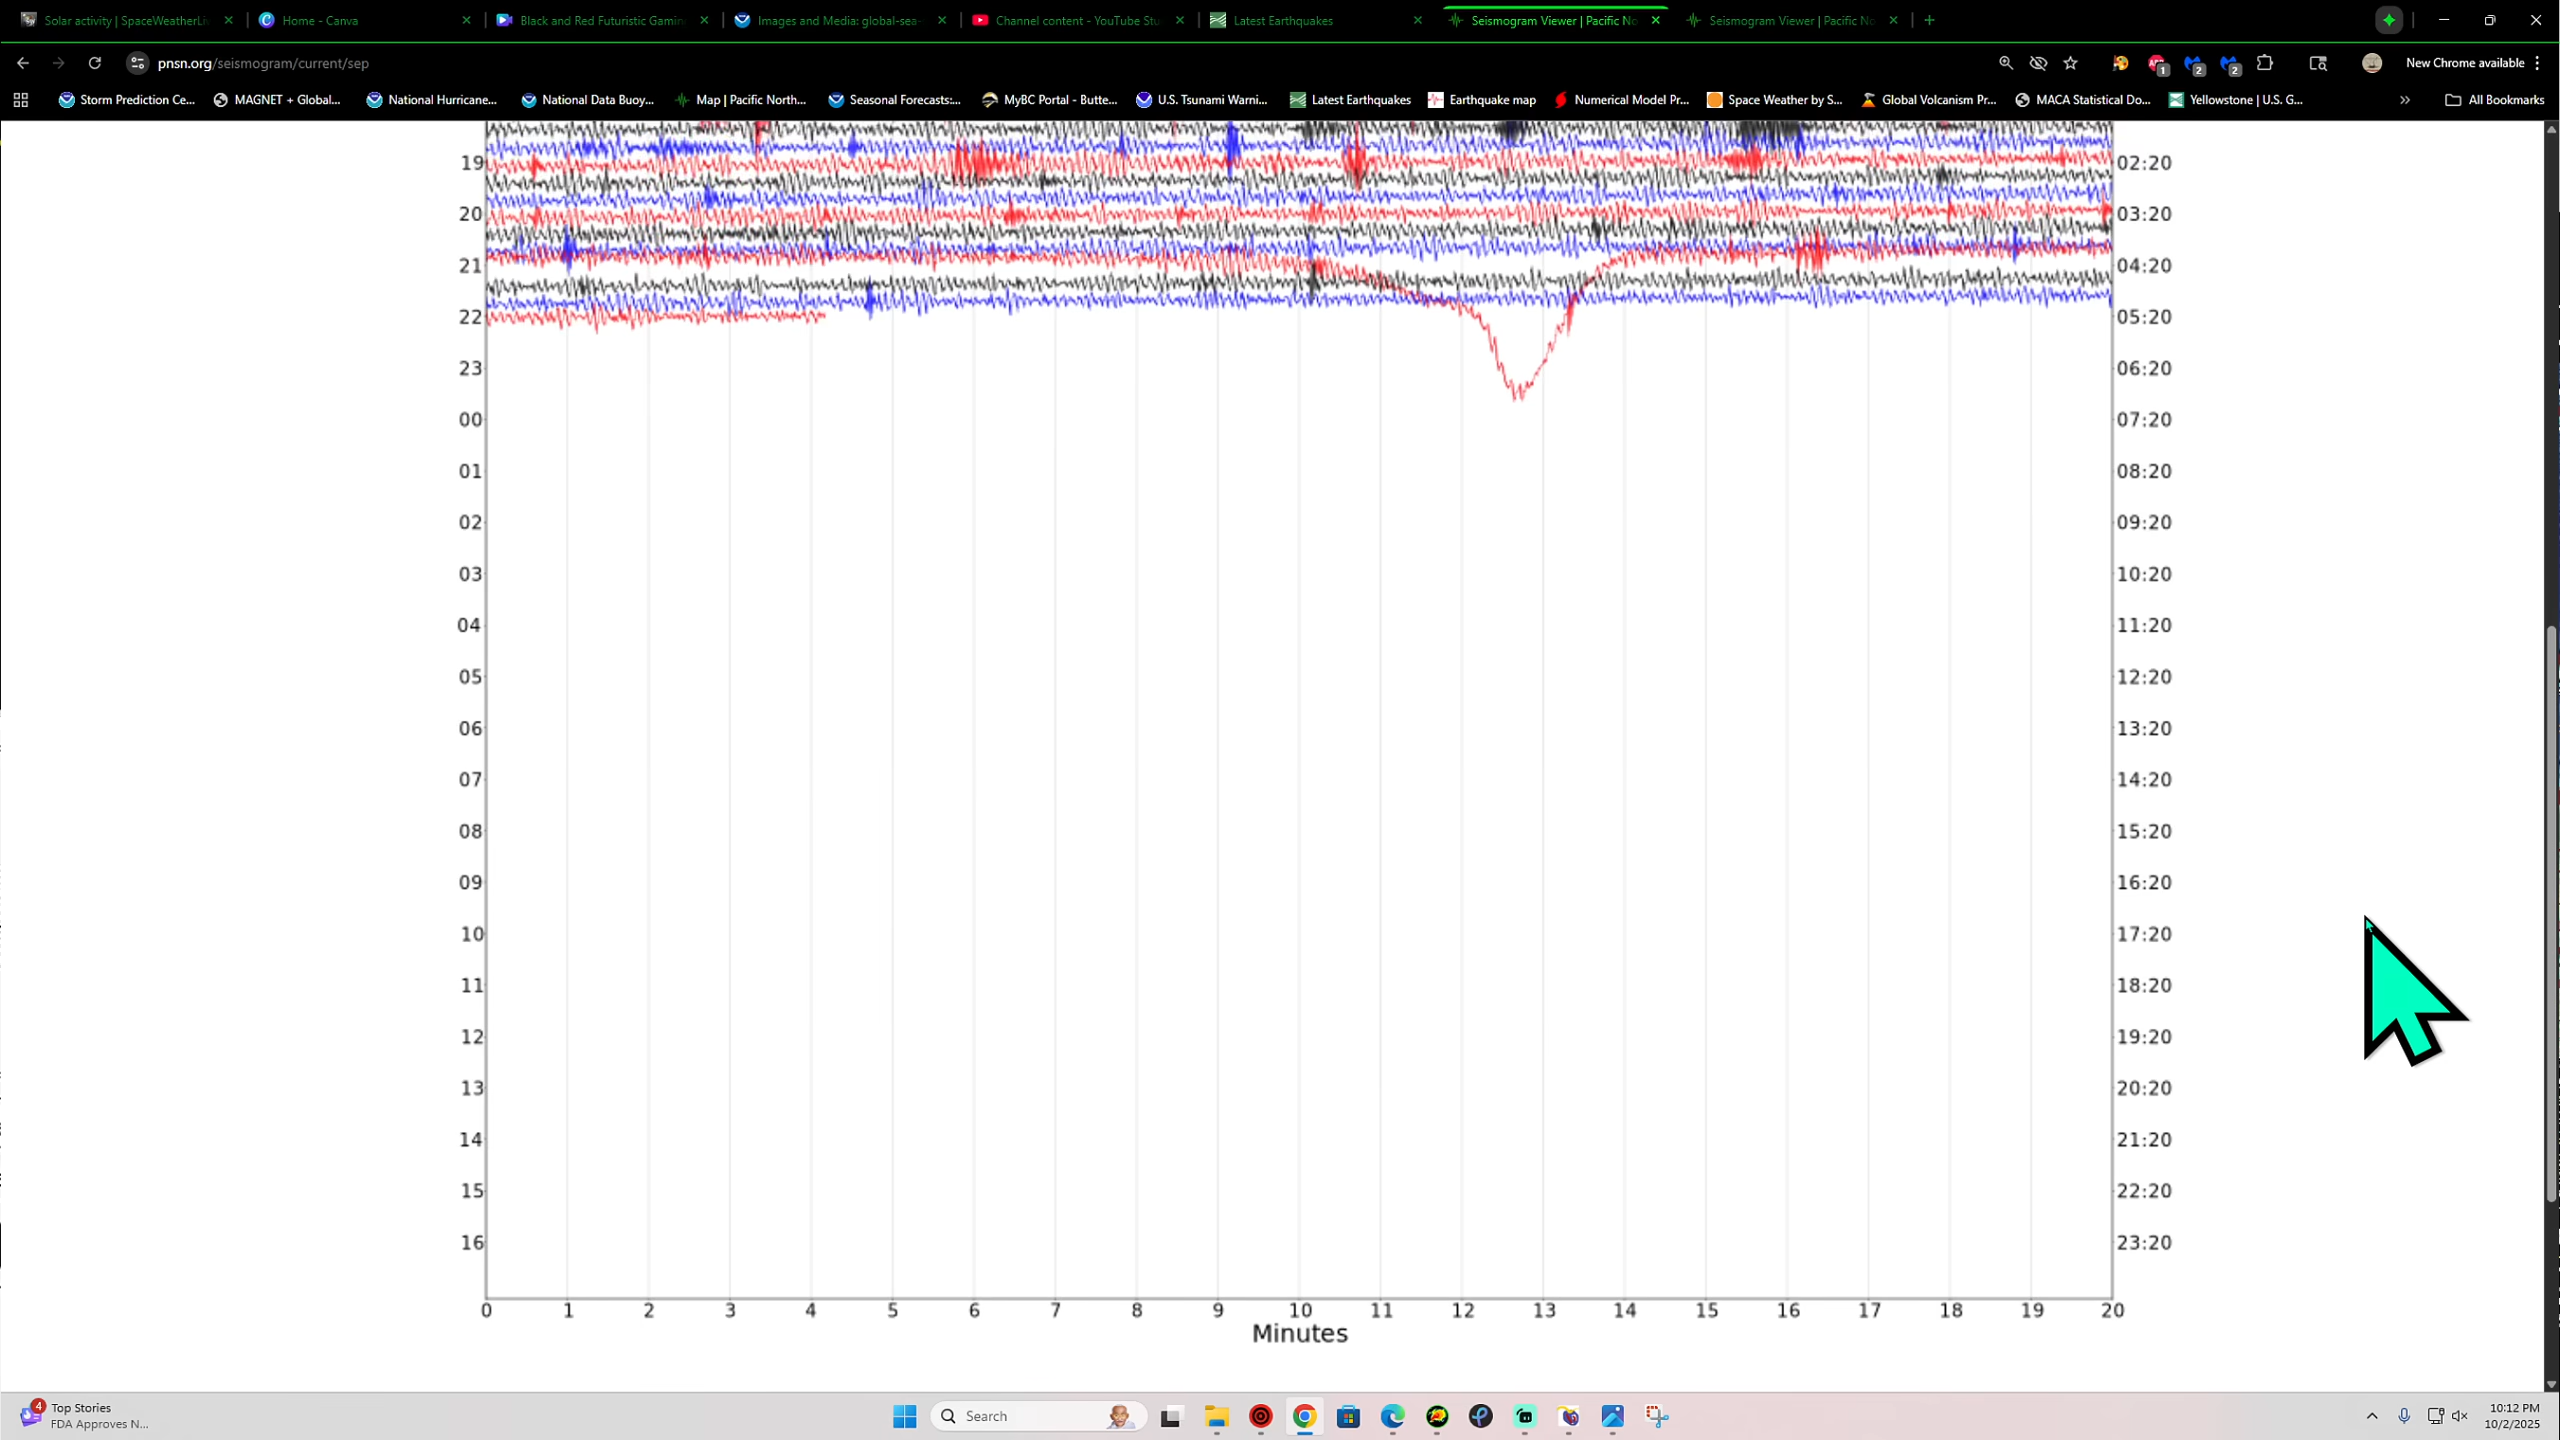 Solar activity | SpaceWeatherLi
Home - Canva
Black and Red Futuristic Gamin
Images and Media: global-sea-
Channel content - YouTube Stu
Latest Earthquakes
Seismogram Viewer | Pacific No
Seismogram Viewer | Pacific No
pnsn.org/seismogram/current/sep
New Chrome available
Storm Prediction Ce...
MAGNET + Global...
National Hurricane...
National Data Buoy...
Map | Pacific North...
Seasonal Forecasts:...
MyBC Portal - Butte...
U.S. Tsunami Warni...
Latest Earthquakes
Earthquake map
Numerical Model Pr...
Space Weather by S...
Global Volcanism Pr...
MACA Statistical Do...
Yellowstone | U.S. G...
All Bookmarks
19 02:20
20 03:20
21 04:20
22 05:20
23 06:20
00 07:20
01 08:20
02 09:20
03 10:20
04 11:20
05 12:20
06 13:20
07 14:20
08 15:20
09 16:20
10 17:20
11 18:20
12 19:20
13 20:20
14 21:20
15 22:20
16 23:20
0 1 2 3 4 5 6 7 8 9 10 11 12 13 14 15 16 17 18 19 20
Minutes
4
Top Stories
FDA Approves N...
Search
10:12 PM
10/2/2025